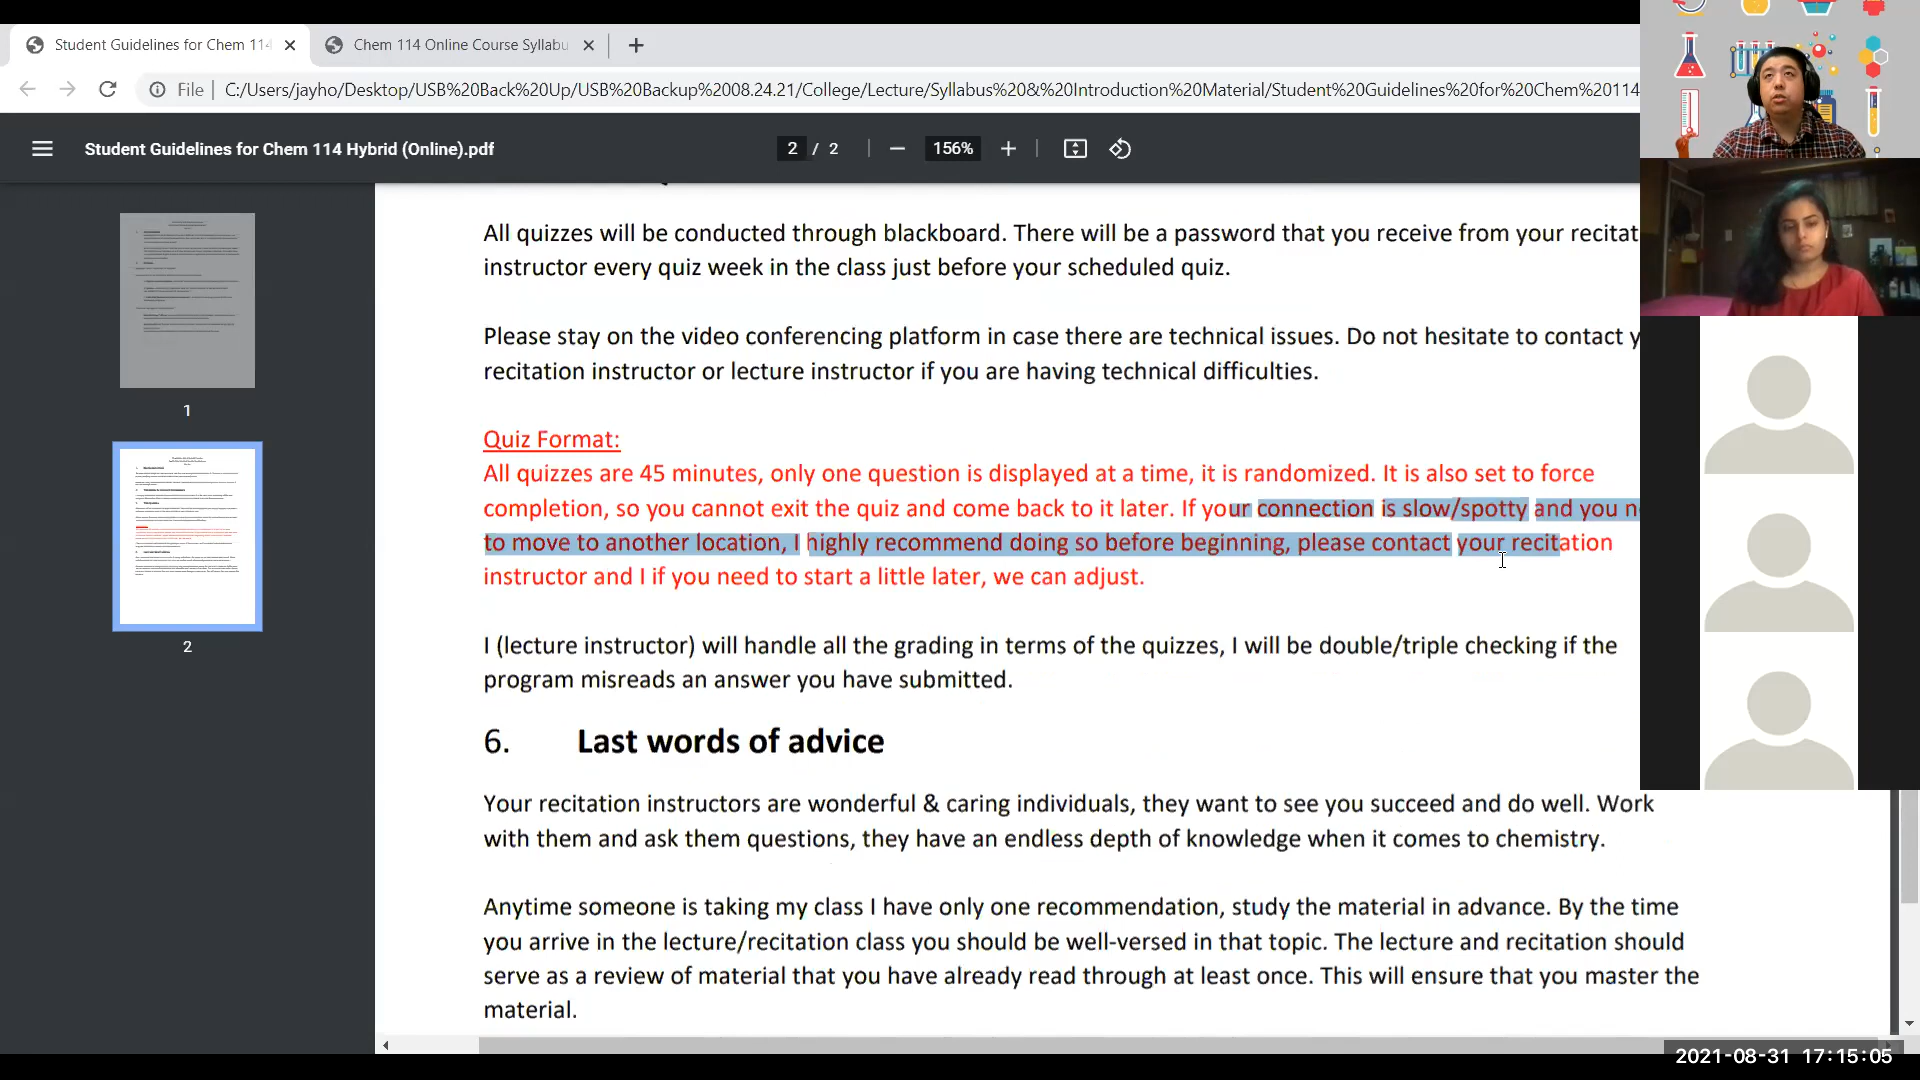 Student Guidelines for Chem 114
Chem 114 Online Course Syllabu
File
C:/Users/jayho/Desktop/USB%20Back%20Up/USB%20Backup%2008.24.21/College/Lecture/Syllabus%20&%20Introduction%20Material/Student%20Guidelines%20for%20Chem%20114
Student Guidelines for Chem 114 Hybrid (Online).pdf
2 / 2
156%
1
2
All quizzes will be conducted through blackboard. There will be a password that you receive from your recitat
instructor every quiz week in the class just before your scheduled quiz.
Please stay on the video conferencing platform in case there are technical issues. Do not hesitate to contact y
recitation instructor or lecture instructor if you are having technical difficulties.
Quiz Format:
All quizzes are 45 minutes, only one question is displayed at a time, it is randomized. It is also set to force
completion, so you cannot exit the quiz and come back to it later. If your connection is slow/spotty and you n
to move to another location, I highly recommend doing so before beginning, please contact your recitation
instructor and I if you need to start a little later, we can adjust.
I (lecture instructor) will handle all the grading in terms of the quizzes, I will be double/triple checking if the
program misreads an answer you have submitted.
6. Last words of advice
Your recitation instructors are wonderful & caring individuals, they want to see you succeed and do well. Work
with them and ask them questions, they have an endless depth of knowledge when it comes to chemistry.
Anytime someone is taking my class I have only one recommendation, study the material in advance. By the time
you arrive in the lecture/recitation class you should be well-versed in that topic. The lecture and recitation should
serve as a review of material that you have already read through at least once. This will ensure that you master the
material.
2021-08-31 17:15:05